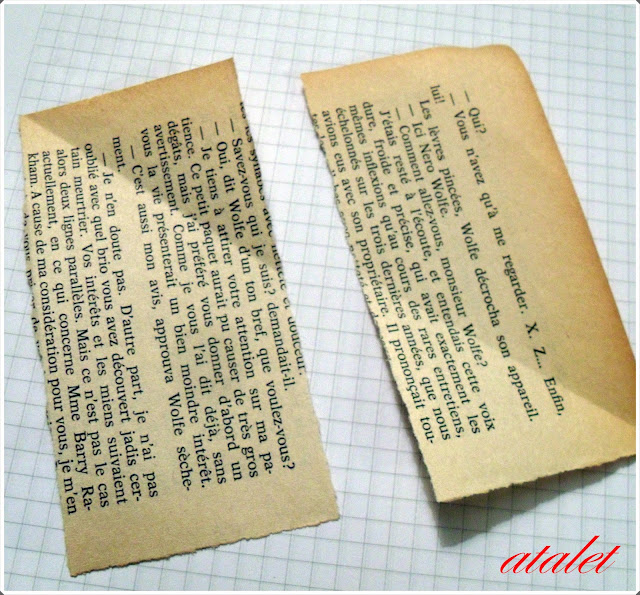 — Qui?
— Vous n'avez qu'à me regarder. X. Z... Enfin,
lui!
Les lèvres pincées, Wolfe décrocha son appareil.
— Ici Nero Wolfe.
— Comment allez-vous, monsieur Wolfe?
J'étais resté à l'écoute, et entendais cette voix
dure, froide et précise, qui avait exactement les
mêmes inflexions qu'au cours des rares entretiens,
échelonnés sur les trois dernières années, que nous
avions eus avec son propriétaire. Il prononçait tou-
avec et douceur.
— Savez-vous qui je suis? demandait-il.
— Oui, dit Wolfe d'un ton bref, que voulez-vous?
— Je tiens à attirer votre attention sur ma pa-
tience. Ce petit paquet aurait pu causer de très gros
dégâts, mais j'ai préféré vous donner d'abord un
avertissement. Comme je vous l'ai dit déjà, sans
vous la vie présenterait un bien moindre intérêt.
— C'est aussi mon avis, approuva Wolfe sèche-
ment.
— Je n'en doute pas. D'autre part, je n'ai pas
oublié avec quel brio vous avez découvert jadis cer-
tain meurtrier. Vos intérêts et les miens suivaient
alors deux lignes parallèles. Mais ce n'est pas le cas
actuellement, en ce qui concerne Mme Barry Ra-
kham. A cause de ma considération pour vous, je m'en
atalet